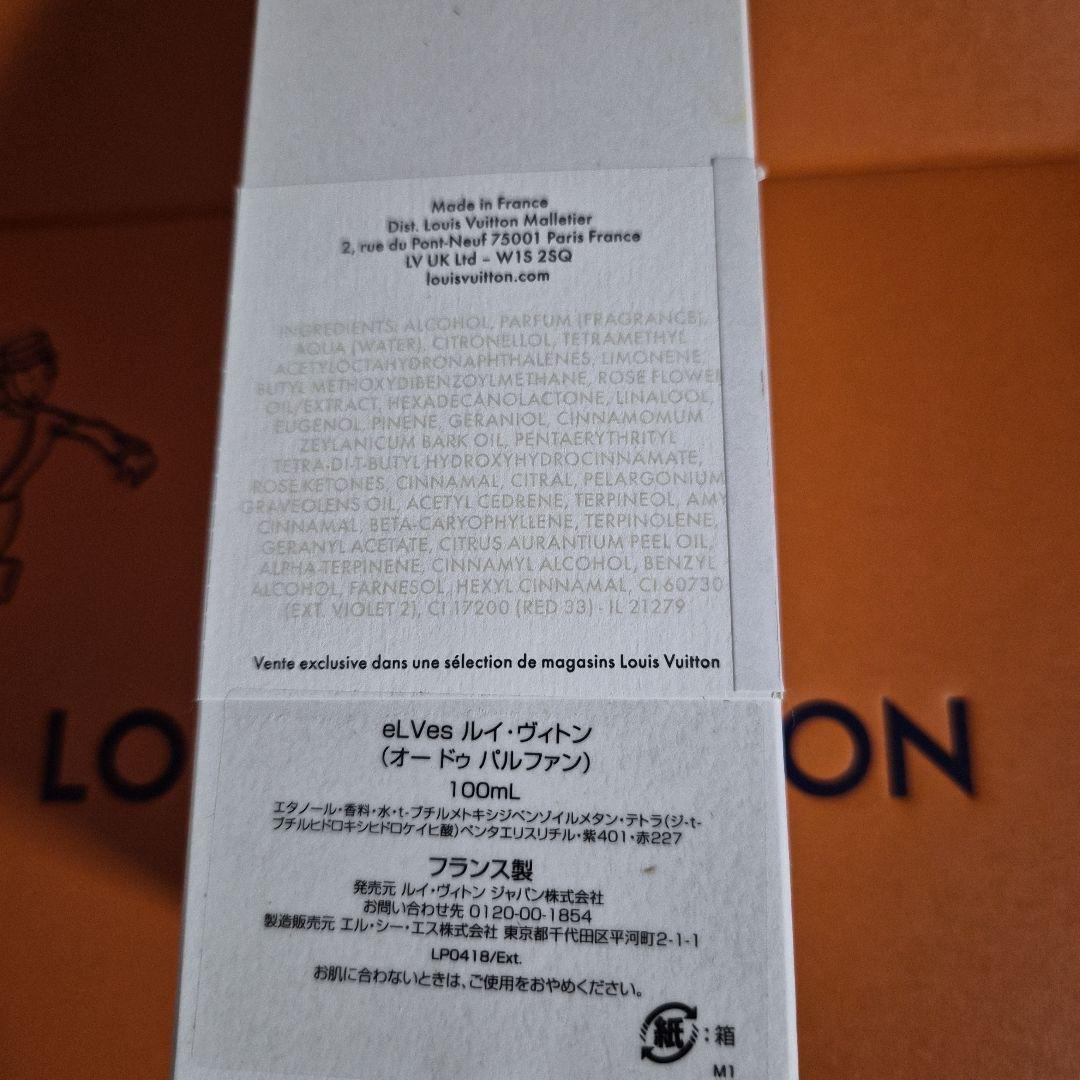 Made in France
Dist. Louis Vuitton Malletier
2, rue du Pont-Neuf 75001 Paris France
LV UK Ltd – W1S 2SQ
louisvuitton.com
INGREDIENTS: ALCOHOL, PARFUM (FRAGRANCE),
AQUA (WATER), CITRONELLOL, TETRAMETHYL
ACETYLOCTAHYDRONAPHTHALENES, LIMONENE,
BUTYL METHOXYDIBENZOYLMETHANE, ROSE FLOWER
OIL/EXTRACT, HEXADECANOLACTONE, LINALOOL,
EUGENOL, PINENE, GERANIOL, CINNAMOMUM
ZEYLANICUM BARK OIL, PENTAERYTHRITYL
TETRA-DI-T-BUTYL HYDROXYHYDROCINNAMATE,
ROSE KETONES, CINNAMAL, CITRAL, PELARGONIUM
GRAVEOLENS OIL, ACETYL CEDRENE, TERPINEOL, AMY
CINNAMAL, BETA-CARYOPHYLLENE, TERPINOLENE,
GERANYL ACETATE, CITRUS AURANTIUM PEEL OIL,
ALPHA-TERPINENE, CINNAMYL ALCOHOL, BENZYL
ALCOHOL, FARNESOL, HEXYL CINNAMAL, CI 60730
(EXT. VIOLET 2), CI 17200 (RED 33) - IL 21279
Vente exclusive dans une sélection de magasins Louis Vuitton
LO ON
eLVes ルイ・ヴィトン
（オー ドゥ パルファン）
100mL
エタノール・香料・水・t-ブチルメトキシジベンゾイルメタン・テトラ(ジ-t-
ブチルヒドロキシヒドロケイヒ酸)ペンタエリスリチル・紫401・赤227
フランス製
発売元 ルイ・ヴィトン ジャパン株式会社
お問い合わせ先 0120-00-1854
製造販売元 エル・シー・エス株式会社 東京都千代田区平河町2-1-1
LP0418/Ext.
お肌に合わないときは、ご使用をおやめください。
紙：箱
M1